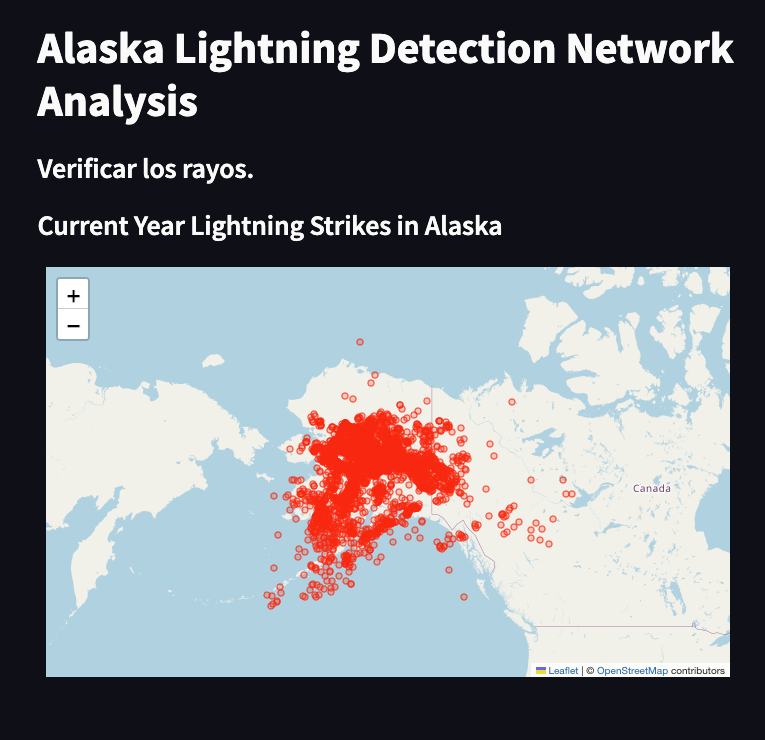 Alaska Lightning Detection Network
Analysis
Verificar los rayos.
Current Year Lightning Strikes in Alaska
+
−
Canada
Leaflet | © OpenStreetMap contributors